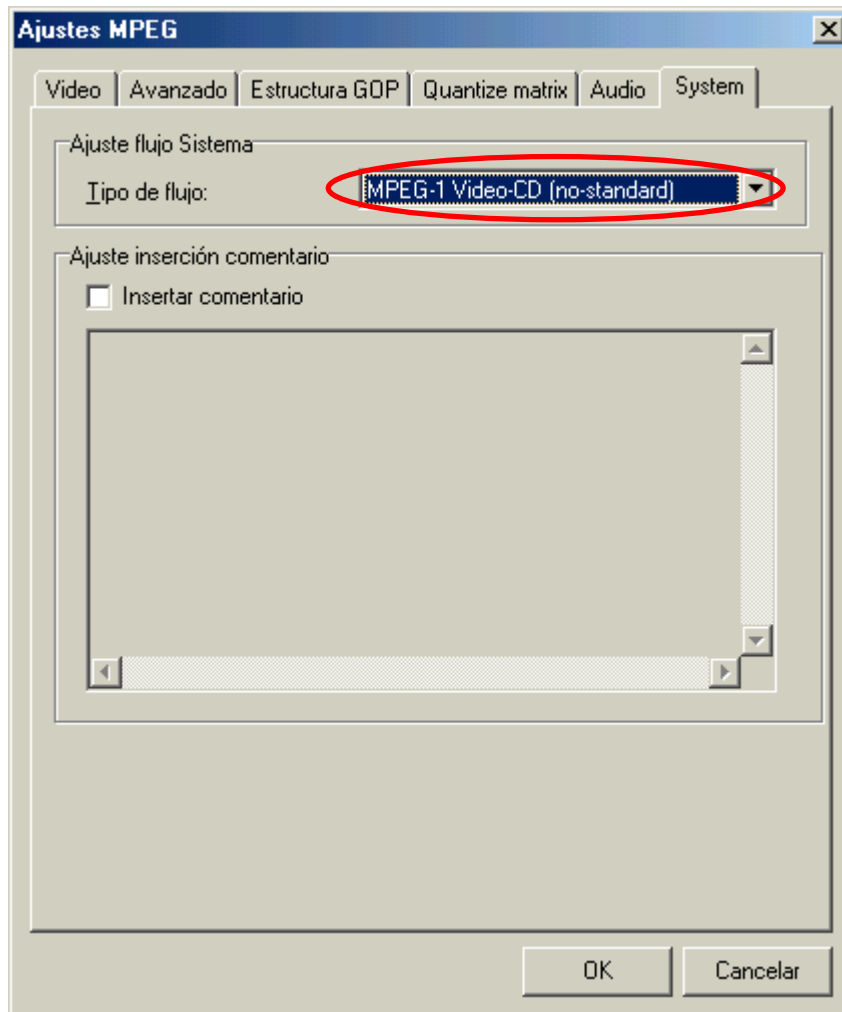 Ajustes MPEG
Video Avanzado Estructura GOP Quantize matrix Audio System
Ajuste flujo Sistema
Tipo de flujo: MPEG-1 Video-CD (no-standard)
Ajuste inserción comentario
Insertar comentario
OK Cancelar